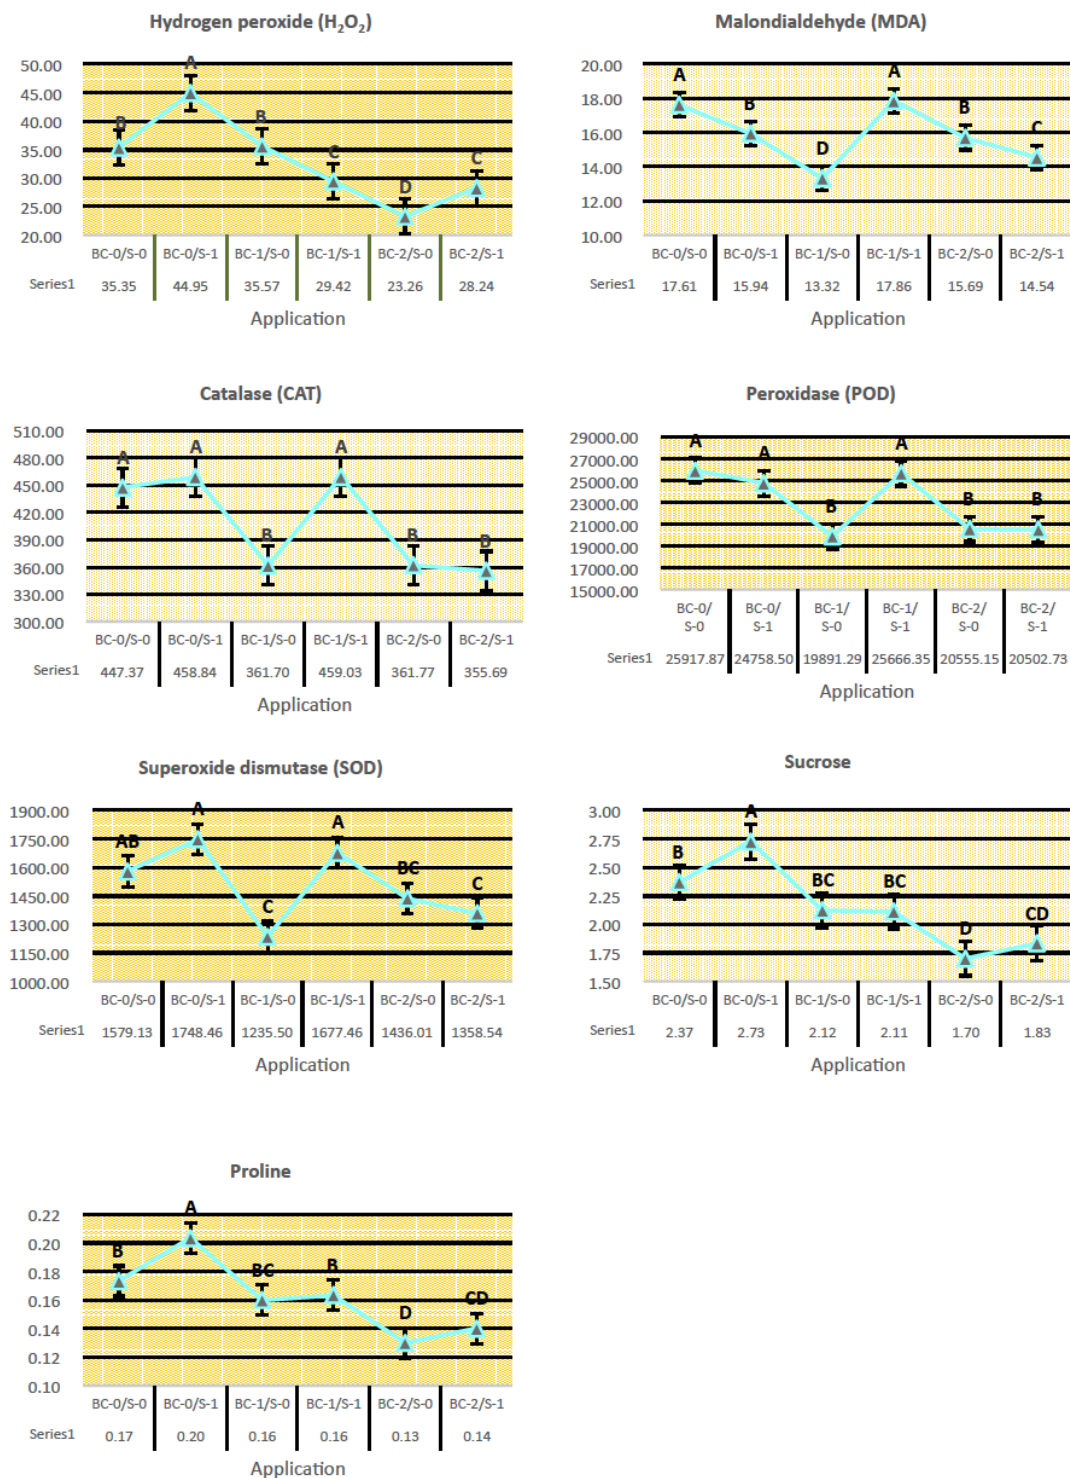 Hydrogen peroxide (H₂O₂)
50.00
45.00
40.00
35.00
30.00
25.00
20.00
B A B C D C
BC-0/S-0 BC-0/S-1 BC-1/S-0 BC-1/S-1 BC-2/S-0 BC-2/S-1
Series1 35.35 44.95 35.57 29.42 23.26 28.24
Application
Malondialdehyde (MDA)
20.00
18.00
16.00
14.00
12.00
10.00
A B D A B C
BC-0/S-0 BC-0/S-1 BC-1/S-0 BC-1/S-1 BC-2/S-0 BC-2/S-1
Series1 17.61 15.94 13.32 17.86 15.69 14.54
Application
Catalase (CAT)
510.00
480.00
450.00
420.00
390.00
360.00
330.00
300.00
A A B A B B
BC-0/S-0 BC-0/S-1 BC-1/S-0 BC-1/S-1 BC-2/S-0 BC-2/S-1
Series1 447.37 458.84 361.70 459.03 361.77 355.69
Application
Peroxidase (POD)
29000.00
27000.00
25000.00
23000.00
21000.00
19000.00
17000.00
15000.00
A A B A B B
BC-0/ BC-0/ BC-1/ BC-1/ BC-2/ BC-2/
S-0 S-1 S-0 S-1 S-0 S-1
Series1 25917.87 24758.50 19891.29 25666.35 20555.15 20502.73
Application
Superoxide dismutase (SOD)
1900.00
1750.00
1600.00
1450.00
1300.00
1150.00
1000.00
AB A C A BC C
BC-0/S-0 BC-0/S-1 BC-1/S-0 BC-1/S-1 BC-2/S-0 BC-2/S-1
Series1 1579.13 1748.46 1235.50 1677.46 1436.01 1358.54
Application
Sucrose
3.00
2.75
2.50
2.25
2.00
1.75
1.50
B A BC BC D CD
BC-0/S-0 BC-0/S-1 BC-1/S-0 BC-1/S-1 BC-2/S-0 BC-2/S-1
Series1 2.37 2.73 2.12 2.11 1.70 1.83
Application
Proline
0.22
0.20
0.18
0.16
0.14
0.12
0.10
B A BC B D CD
BC-0/S-0 BC-0/S-1 BC-1/S-0 BC-1/S-1 BC-2/S-0 BC-2/S-1
Series1 0.17 0.20 0.16 0.16 0.13 0.14
Application